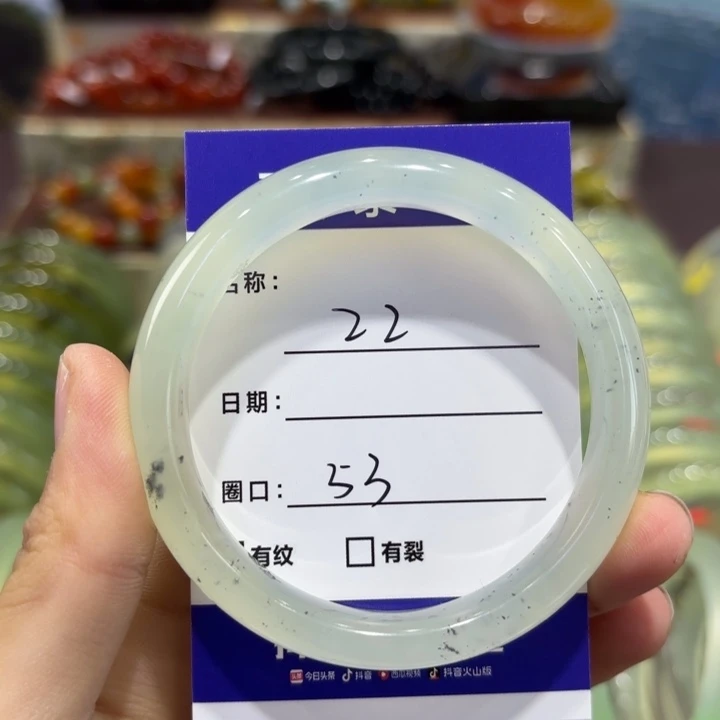 名称：22
日期：
圈口：53
有纹 □有裂
今日头条 抖音 西瓜视频 抖音火山版